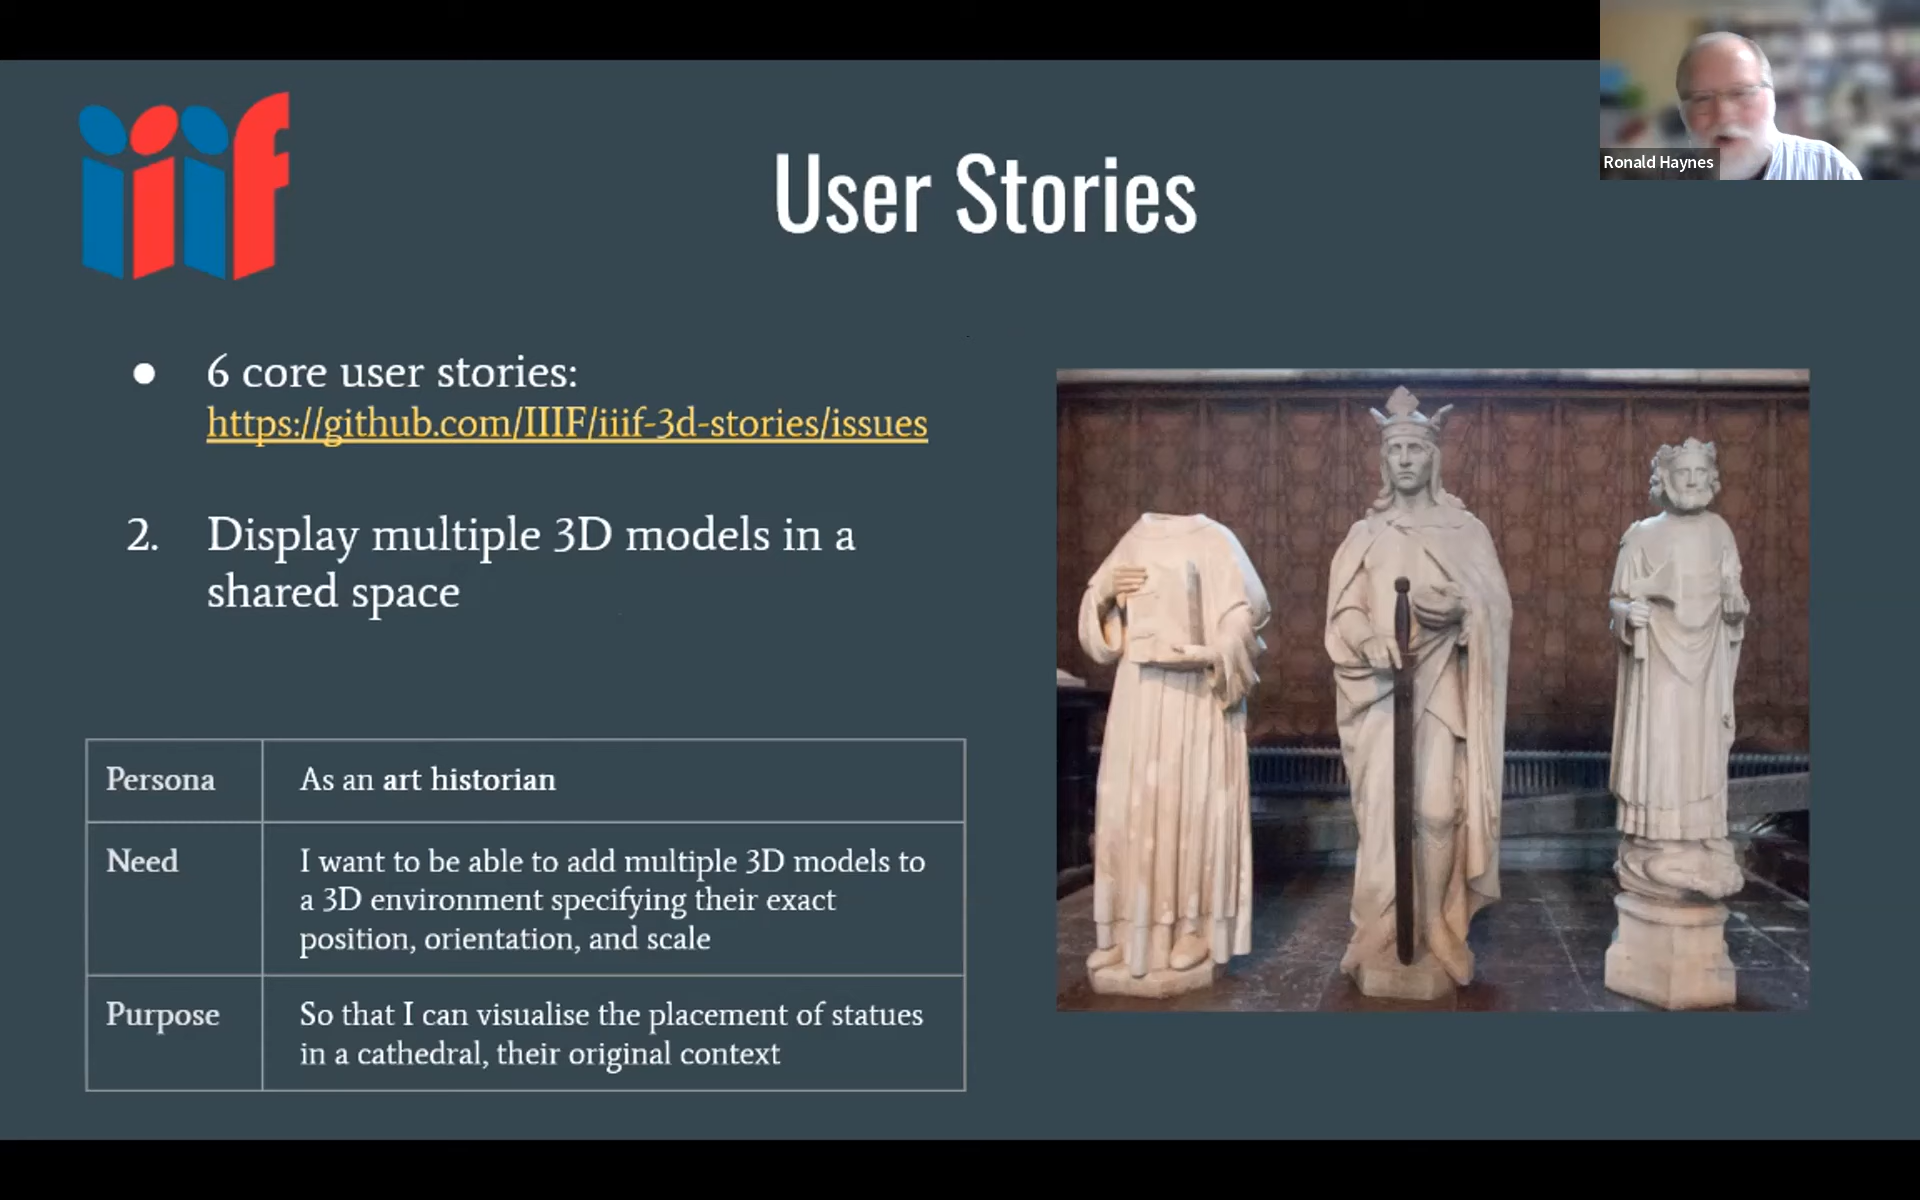 iiif
User Stories
Ronald Haynes
● 6 core user stories:
https://github.com/IIIF/iiif-3d-stories/issues
2. Display multiple 3D models in a
shared space
Persona
As an art historian
Need
I want to be able to add multiple 3D models to
a 3D environment specifying their exact
position, orientation, and scale
Purpose
So that I can visualise the placement of statues
in a cathedral, their original context